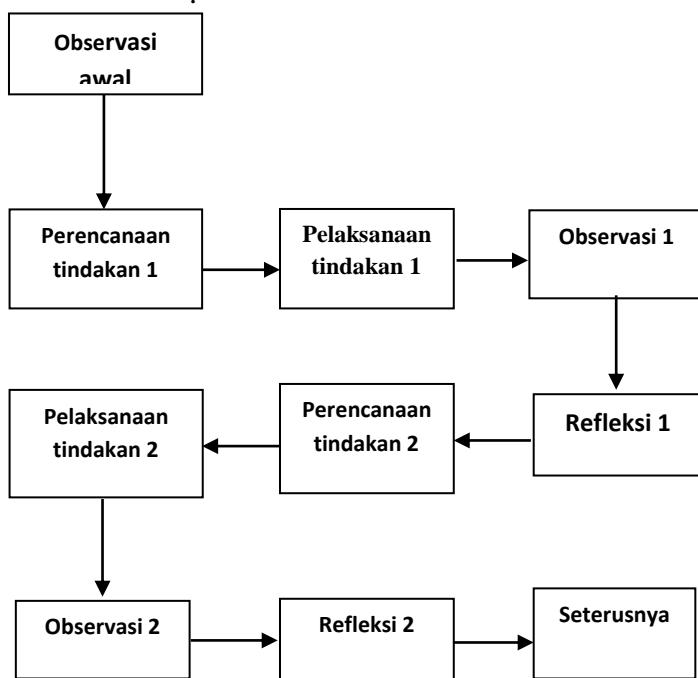 Observasi
awal
Perencanaan
tindakan 1
Pelaksanaan
tindakan 1
Observasi 1
Refleksi 1
Perencanaan
tindakan 2
Pelaksanaan
tindakan 2
Observasi 2
Refleksi 2
Seterusnya